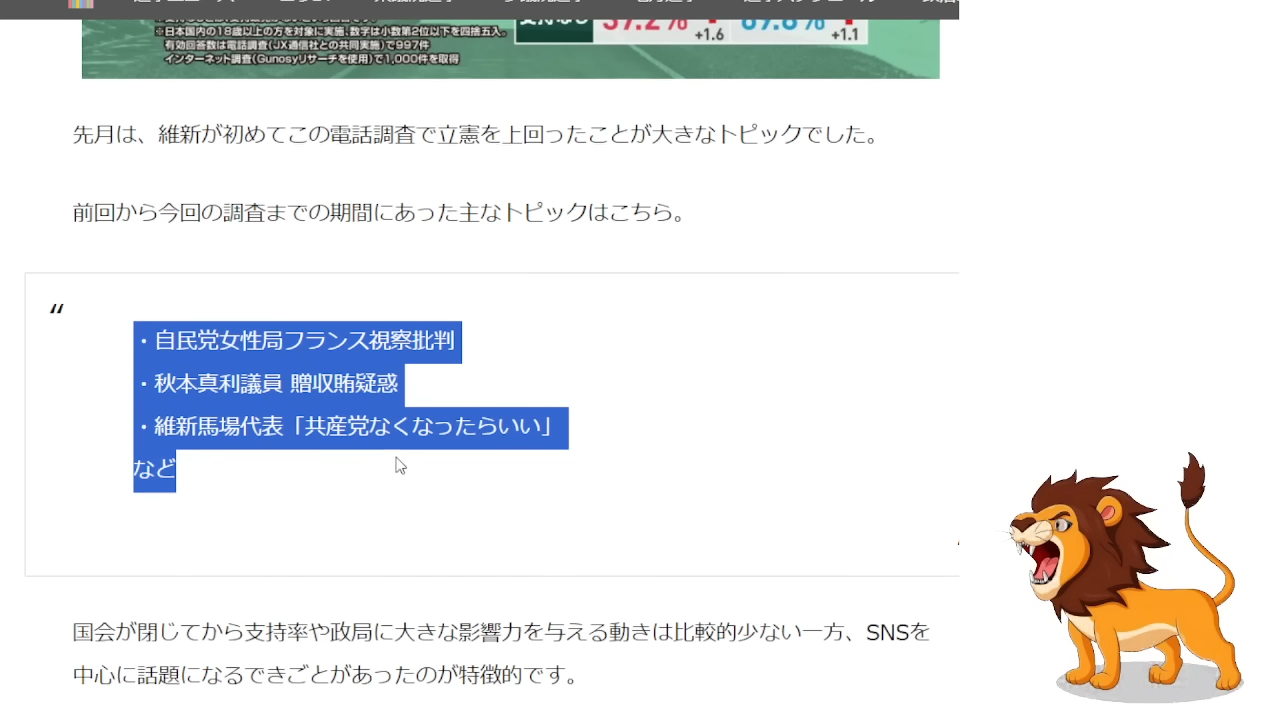 ※日本国内の18歳以上の方を対象に実施、数字は小数第2位以下を四捨五入。
有効回答数は電話調査(JX通信社との共同実施)で997件
インターネット調査(Gunosyリサーチを使用)で1,000件を取得
+1.6
+1.1
先月は、維新が初めてこの電話調査で立憲を上回ったことが大きなトピックでした。
前回から今回の調査までの期間にあった主なトピックはこちら。
“
・自民党女性局フランス視察批判
・秋本真利議員 贈収賄疑惑
・維新馬場代表「共産党なくなったらいい」
など
国会が閉じてから支持率や政局に大きな影響力を与える動きは比較的少ない一方、SNSを
中心に話題になるできごとがあったのが特徴的です。